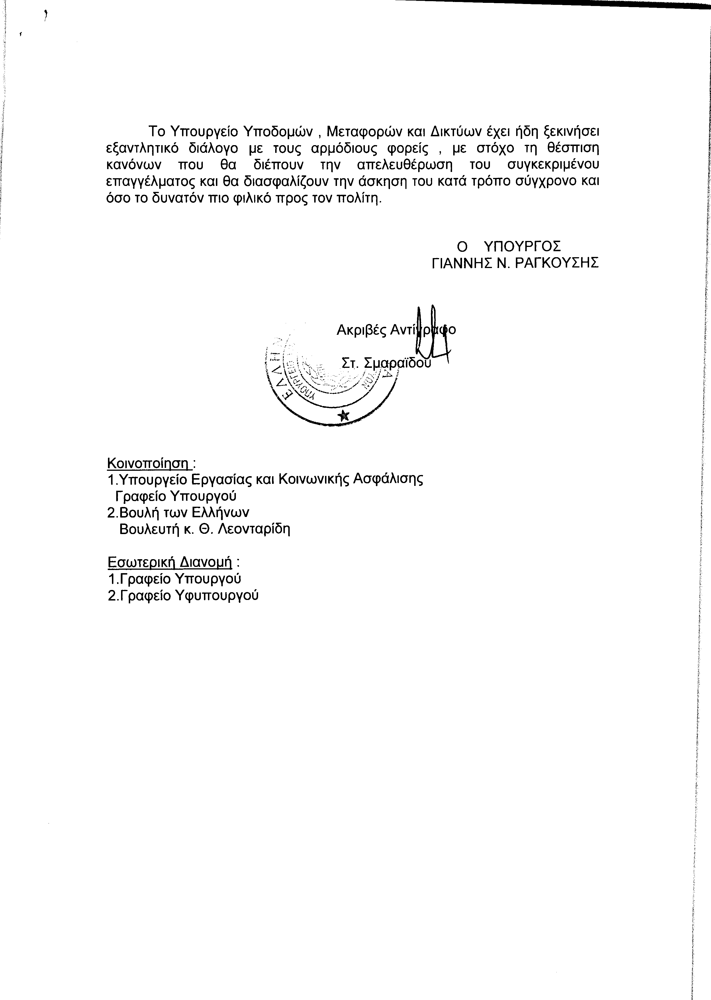 Το Υπουργείο Υποδομών , Μεταφορών και Δικτύων έχει ήδη ξεκινήσει
εξαντλητικό διάλογο με τους αρμόδιους φορείς , με στόχο τη θέσπιση
κανόνων που θα διέπουν την απελευθέρωση του συγκεκριμένου
επαγγέλματος και θα διασφαλίζουν την άσκηση του κατά τρόπο σύγχρονο και
όσο το δυνατόν πιο φιλικό προς τον πολίτη.
Ο ΥΠΟΥΡΓΟΣ
ΓΙΑΝΝΗΣ Ν. ΡΑΓΚΟΥΣΗΣ
Ακριβές Αντίγραφο
Στ. Σμαραϊδού
Κοινοποίηση :
1.Υπουργείο Εργασίας και Κοινωνικής Ασφάλισης
Γραφείο Υπουργού
2.Βουλή των Ελλήνων
Βουλευτή κ. Θ. Λεονταρίδη
Εσωτερική Διανομή :
1.Γραφείο Υπουργού
2.Γραφείο Υφυπουργού